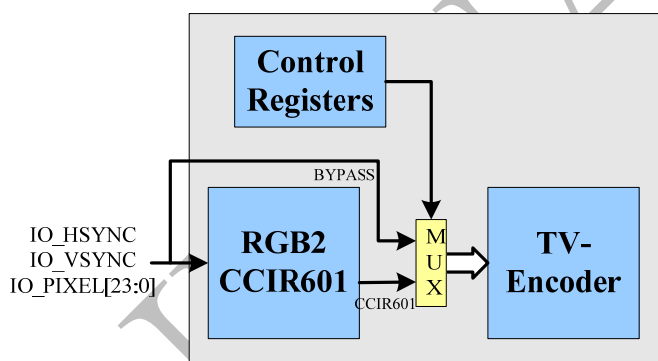 Control
Registers
BYPASS
IO_HSYNC
IO_VSYNC
IO_PIXEL[23:0]
RGB2
CCIR601
CCIR601
M
U
X
TV-
Encoder